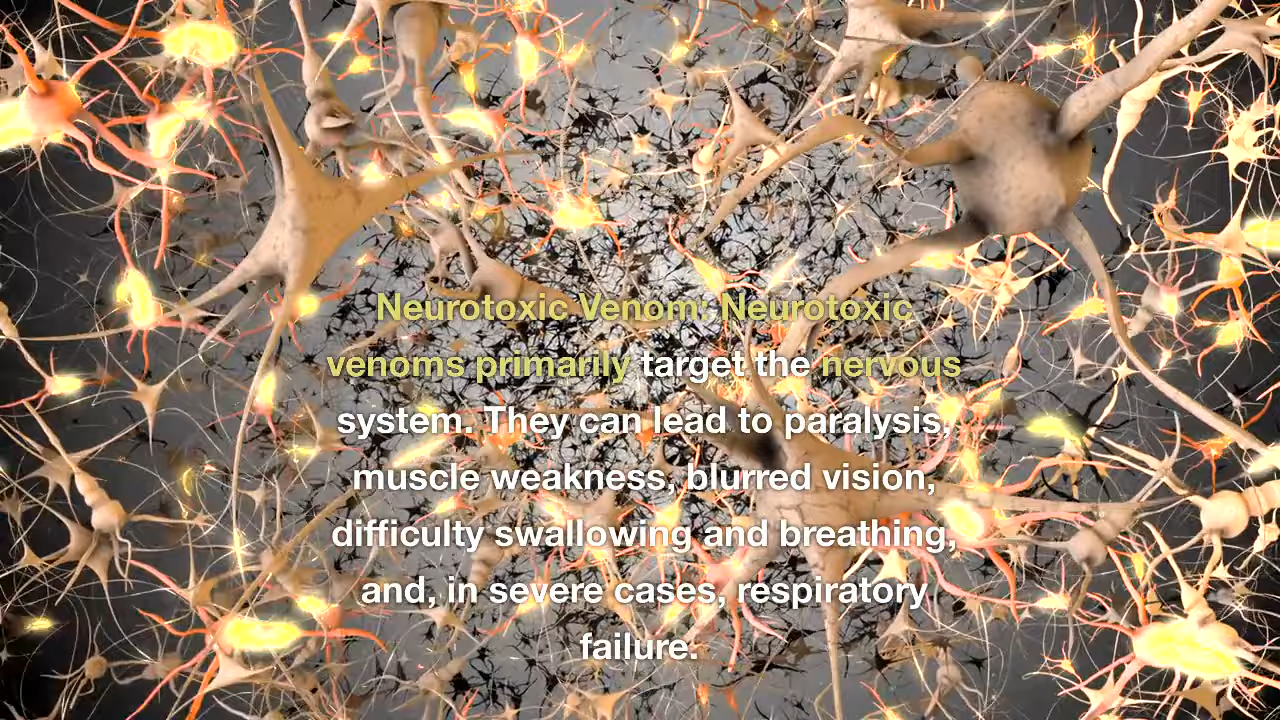 Neurotoxic Venom: Neurotoxic
venoms primarily target the nervous
system. They can lead to paralysis,
muscle weakness, blurred vision,
difficulty swallowing and breathing,
and, in severe cases, respiratory
failure.